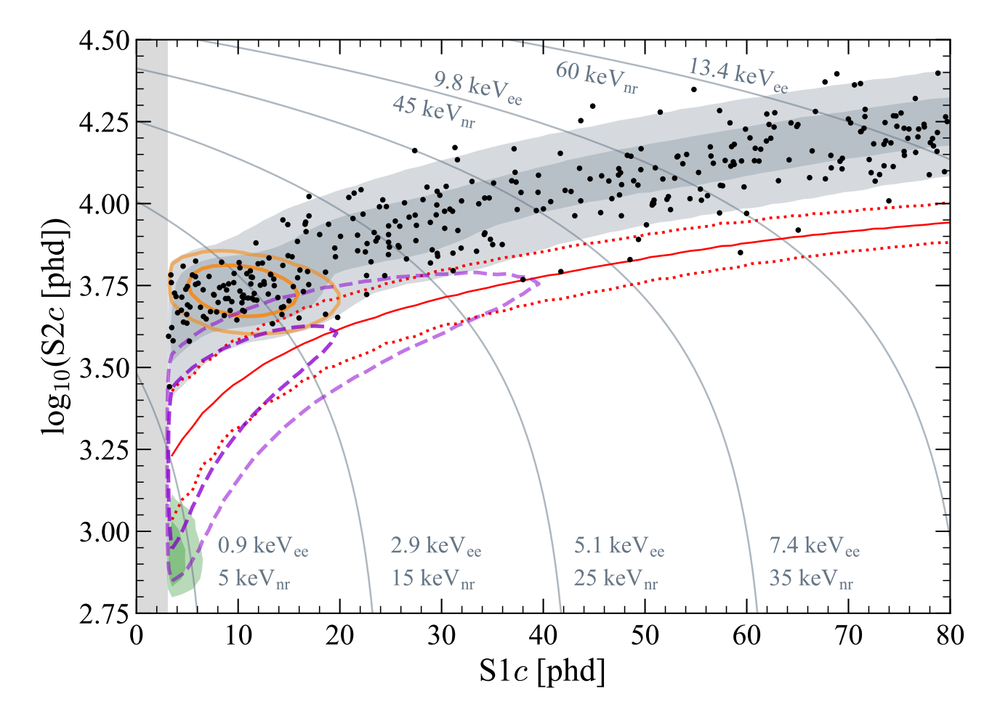 4.50
4.25
4.00
3.75
3.50
3.25
3.00
2.75
log₁₀(S2c [phd])
9.8 keVₑₑ
45 keVₙᵣ
60 keVₙᵣ
13.4 keVₑₑ
0.9 keVₑₑ
5 keVₙᵣ
2.9 keVₑₑ
15 keVₙᵣ
5.1 keVₑₑ
25 keVₙᵣ
7.4 keVₑₑ
35 keVₙᵣ
0 10 20 30 40 50 60 70 80
S1c [phd]